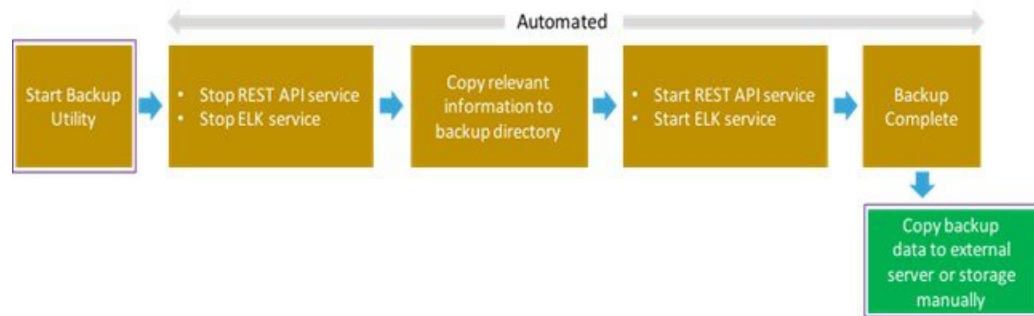 Automated
Start Backup
Utility
• Stop REST API service
• Stop ELK service
Copy relevant
information to
backup directory
• Start REST API service
• Start ELK service
Backup
Complete
Copy backup
data to external
server or storage
manually